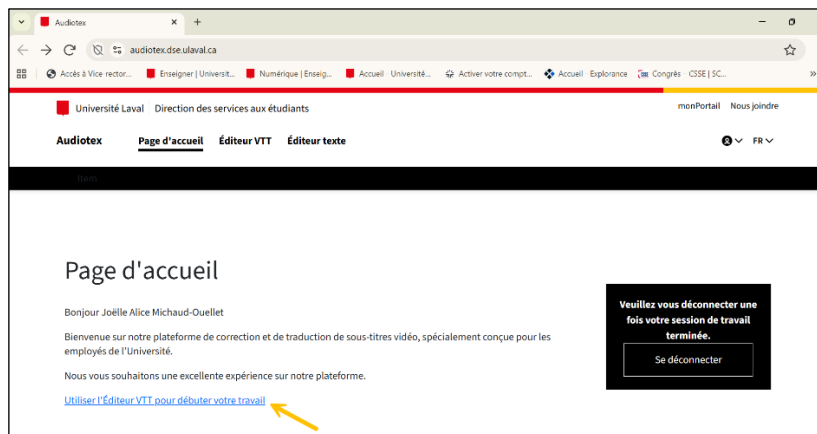 Audiotex
audiotex.dse.ulaval.ca
Accès à Vice rector... Enseigner | Universit... Numérique | Enseig... Accueil Université... Activer votre compt... Accueil Explorance Congrès - CSSE | SC... »
Université Laval Direction des services aux étudiants monPortail Nous joindre
Audiotex Page d'accueil Éditeur VTT Éditeur texte FR
Item
Page d'accueil
Bonjour Joëlle Alice Michaud-Ouellet
Bienvenue sur notre plateforme de correction et de traduction de sous-titres vidéo, spécialement conçue pour les
employés de l'Université.
Nous vous souhaitons une excellente expérience sur notre plateforme.
Utiliser l'Éditeur VTT pour débuter votre travail
Veuillez vous déconnecter une
fois votre session de travail
terminée.
Se déconnecter